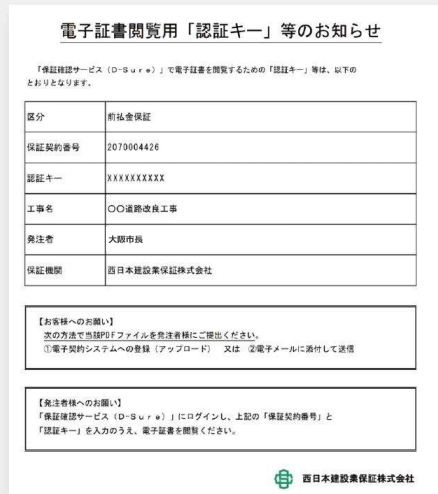 電子証書閲覧用「認証キー」等のお知らせ
「保証確認サービス（D-Sure）」で電子証書を閲覧するための「認証キー」等は、以下の
とおりとなります。
区分 前払金保証
保証契約番号 2070004426
認証キー XXXXXXXXXX
工事名 〇〇道路改良工事
発注者 大阪市長
保証機関 西日本建設業保証株式会社
【お客様へのお願い】
次の方法で当該PDFファイルを発注者様にご提出ください。
①電子契約システムへの登録（アップロード） 又は ②電子メールに添付して送信
【発注者様へのお願い】
「保証確認サービス（D-Sure）」にログインし、上記の「保証契約番号」と
「認証キー」を入力のうえ、電子証書を閲覧ください。
西日本建設業保証株式会社